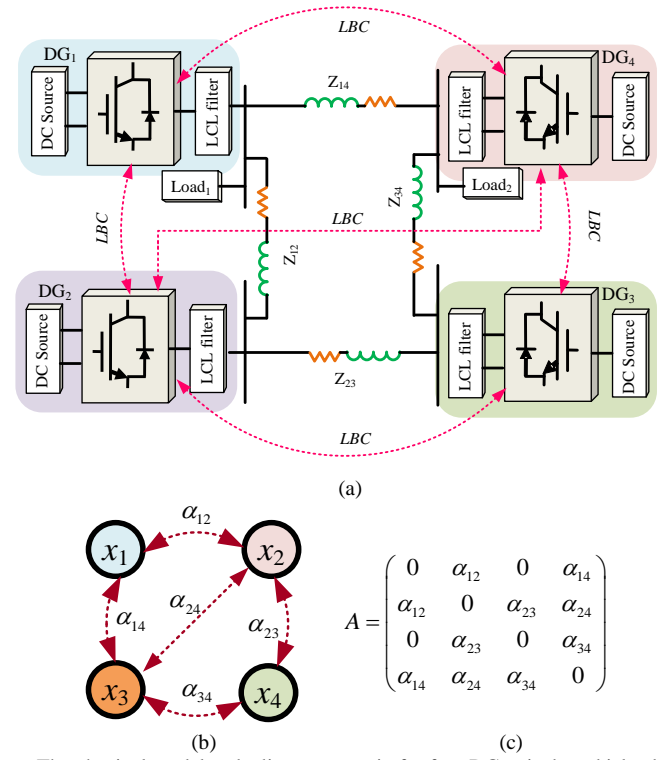 LBC
DG1
DG4
DC Source
LCL filter
Z14
LCL filter
DC Source
Load1
Z34
Load2
LBC
LBC
LBC
Z12
DG2
DG3
DC Source
LCL filter
LCL filter
DC Source
Z23
LBC
(a)
α12
x1
x2
α24
α14
α23
x3
x4
α34
A = ( 0 α12 0 α14
α12 0 α23 α24
0 α23 0 α34
α14 α24 α34 0 )
(b)
(c)